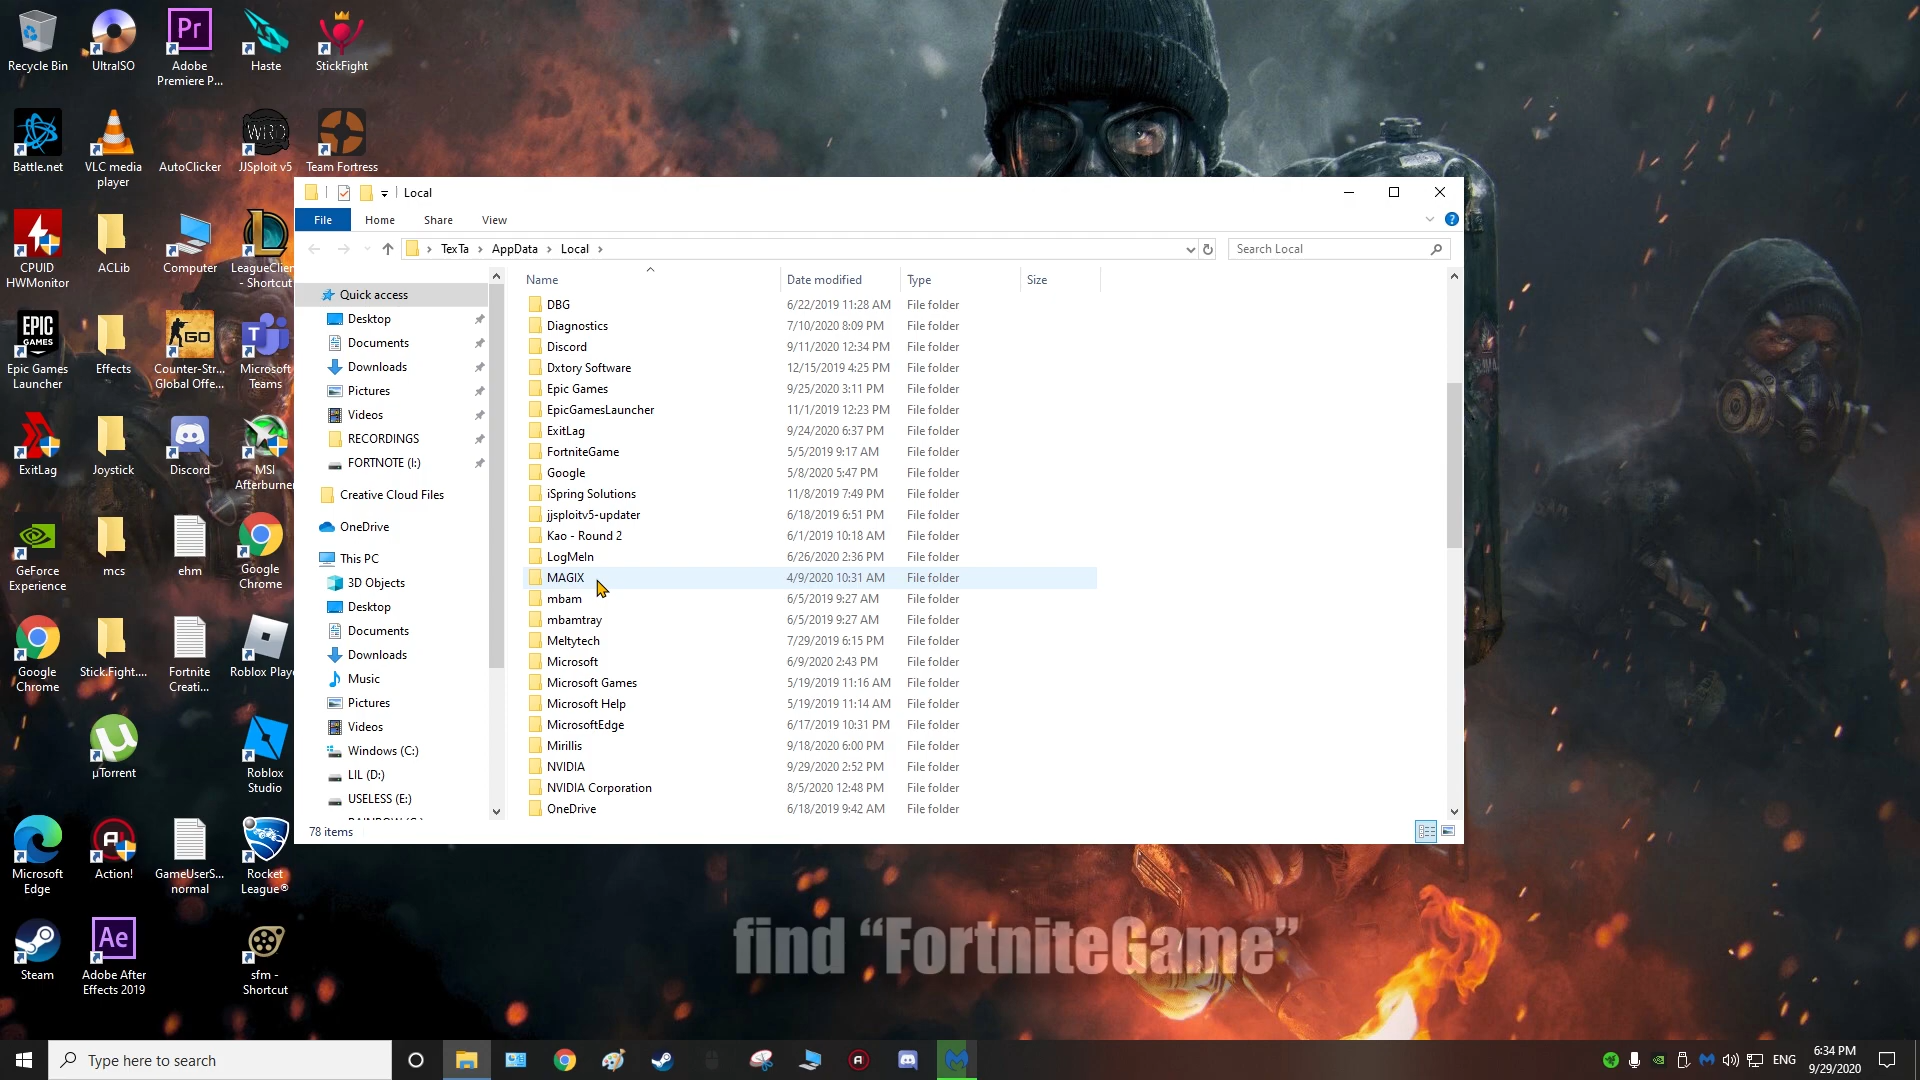 Recycle Bin
UltraISO
Adobe
Premiere P...
Haste
StickFight
Pr
Battle.net
VLC media
player
AutoClicker
WRD
JJSploit v5
Team Fortress
CPUID
HWMonitor
ACLib
Computer
LeagueClien
- Shortcut
EPIC
GAMES
Epic Games
Launcher
Effects
GO
Counter-Str...
Global Offe...
T
Microsoft
Teams
ExitLag
Joystick
Discord
MSI
Afterburner
GeForce
Experience
mcs
ehm
Google
Chrome
Google
Chrome
Stick.Fight....
Fortnite
Creati...
Roblox Playe
µTorrent
Roblox
Studio
Microsoft
Edge
Action!
GameUserS...
normal
Rocket
League®
Steam
Ae
Adobe After
Effects 2019
sfm -
Shortcut
Local
File Home Share View
TexTa > AppData > Local >
Search Local
Quick access
Desktop
Documents
Downloads
Pictures
Videos
RECORDINGS
FORTNOTE (I:)
Creative Cloud Files
OneDrive
This PC
3D Objects
Desktop
Documents
Downloads
Music
Pictures
Videos
Windows (C:)
LIL (D:)
USELESS (E:)
Name Date modified Type Size
DBG 6/22/2019 11:28 AM File folder
Diagnostics 7/10/2020 8:09 PM File folder
Discord 9/11/2020 12:34 PM File folder
Dxtory Software 12/15/2019 4:25 PM File folder
Epic Games 9/25/2020 3:11 PM File folder
EpicGamesLauncher 11/1/2019 12:23 PM File folder
ExitLag 9/24/2020 6:37 PM File folder
FortniteGame 5/5/2019 9:17 AM File folder
Google 5/8/2020 5:47 PM File folder
iSpring Solutions 11/8/2019 7:49 PM File folder
jjsploitv5-updater 6/18/2019 6:51 PM File folder
Kao - Round 2 6/1/2019 10:18 AM File folder
LogMeIn 6/26/2020 2:36 PM File folder
MAGIX 4/9/2020 10:31 AM File folder
mbam 6/5/2019 9:27 AM File folder
mbamtray 6/5/2019 9:27 AM File folder
Meltytech 7/29/2019 6:15 PM File folder
Microsoft 6/9/2020 2:43 PM File folder
Microsoft Games 5/19/2019 11:16 AM File folder
Microsoft Help 5/19/2019 11:14 AM File folder
MicrosoftEdge 6/17/2019 10:31 PM File folder
Mirillis 9/18/2020 6:00 PM File folder
NVIDIA 9/29/2020 2:52 PM File folder
NVIDIA Corporation 8/5/2020 12:48 PM File folder
OneDrive 6/18/2019 9:42 AM File folder
78 items
find “FortniteGame”
Type here to search
ENG
6:34 PM
9/29/2020